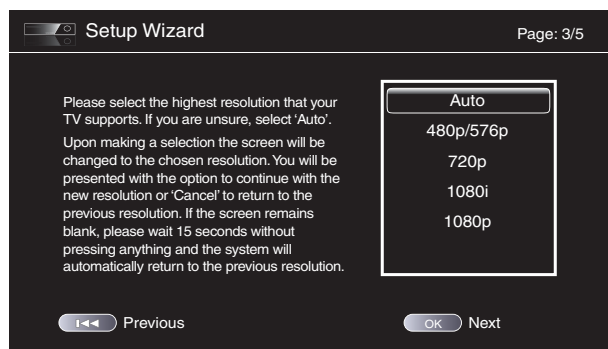 Setup Wizard
Page: 3/5
Please select the highest resolution that your
TV supports. If you are unsure, select 'Auto'.
Upon making a selection the screen will be
changed to the chosen resolution. You will be
presented with the option to continue with the
new resolution or 'Cancel' to return to the
previous resolution. If the screen remains
blank, please wait 15 seconds without
pressing anything and the system will
automatically return to the previous resolution.
Auto
480p/576p
720p
1080i
1080p
Previous
OK Next